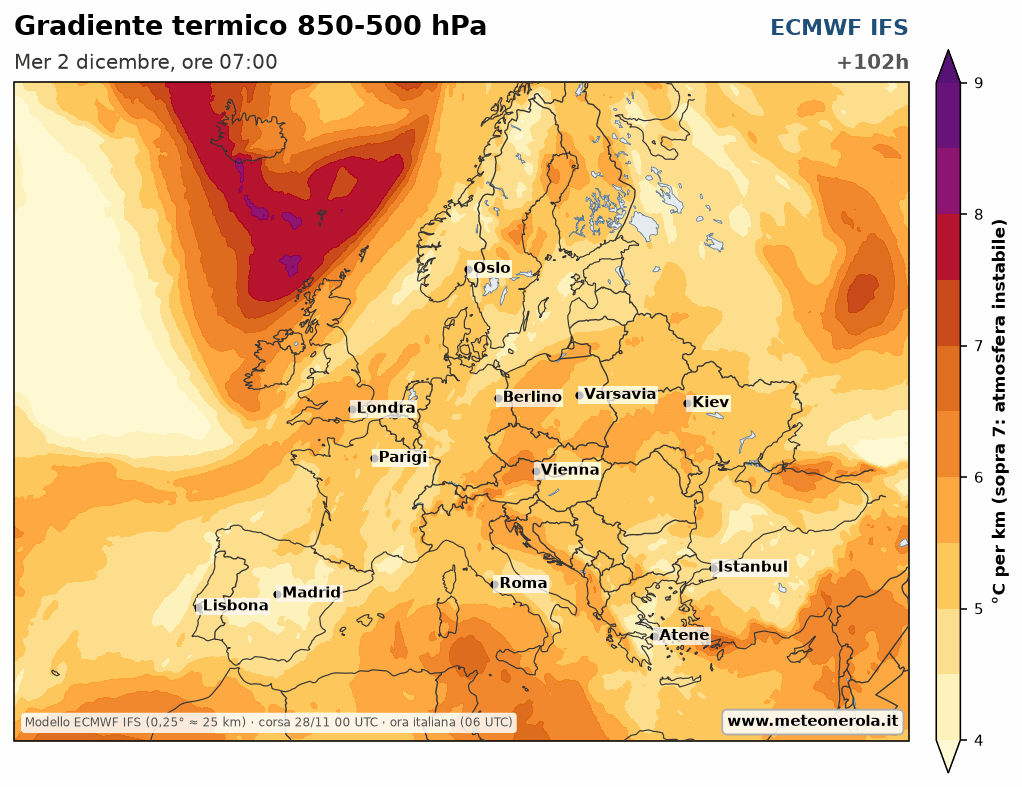 Gradiente termico 850-500 hPa
ECMWF IFS
Mer 2 dicembre, ore 07:00
+102h
Oslo
Berlino
Varsavia
Londra
Kiev
Parigi
Vienna
Istanbul
Roma
Madrid
Lisbona
Atene
Modello ECMWF IFS (0,25° ≈ 25 km) · corsa 28/11 00 UTC · ora italiana (06 UTC)
www.meteonerola.it
9
8
7
6
5
4
°C per km (sopra 7: atmosfera instabile)